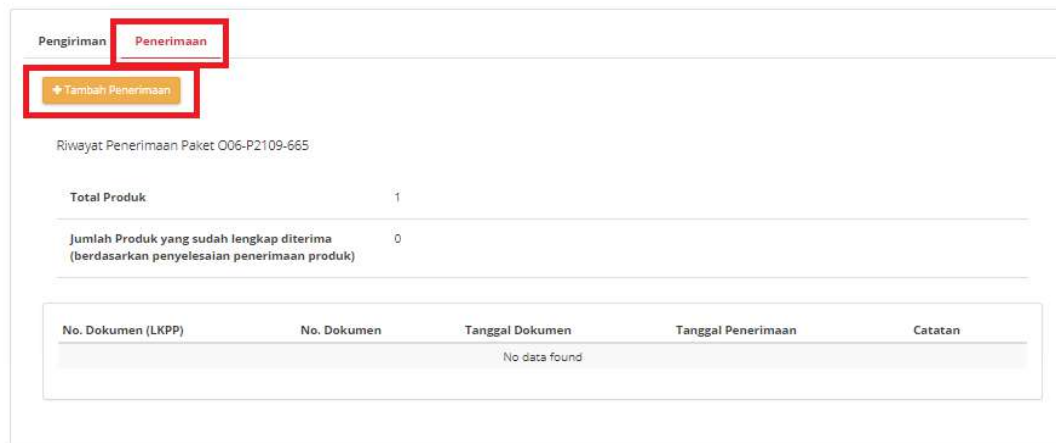 Pengiriman Penerimaan
+Tambah Penerimaan
Riwayat Penerimaan Paket O06-P2109-665
Total Produk 1
Jumlah Produk yang sudah lengkap diterima 0
(berdasarkan penyelesaian penerimaan produk)
No. Dokumen (LKPP) No. Dokumen Tanggal Dokumen Tanggal Penerimaan Catatan
No data found